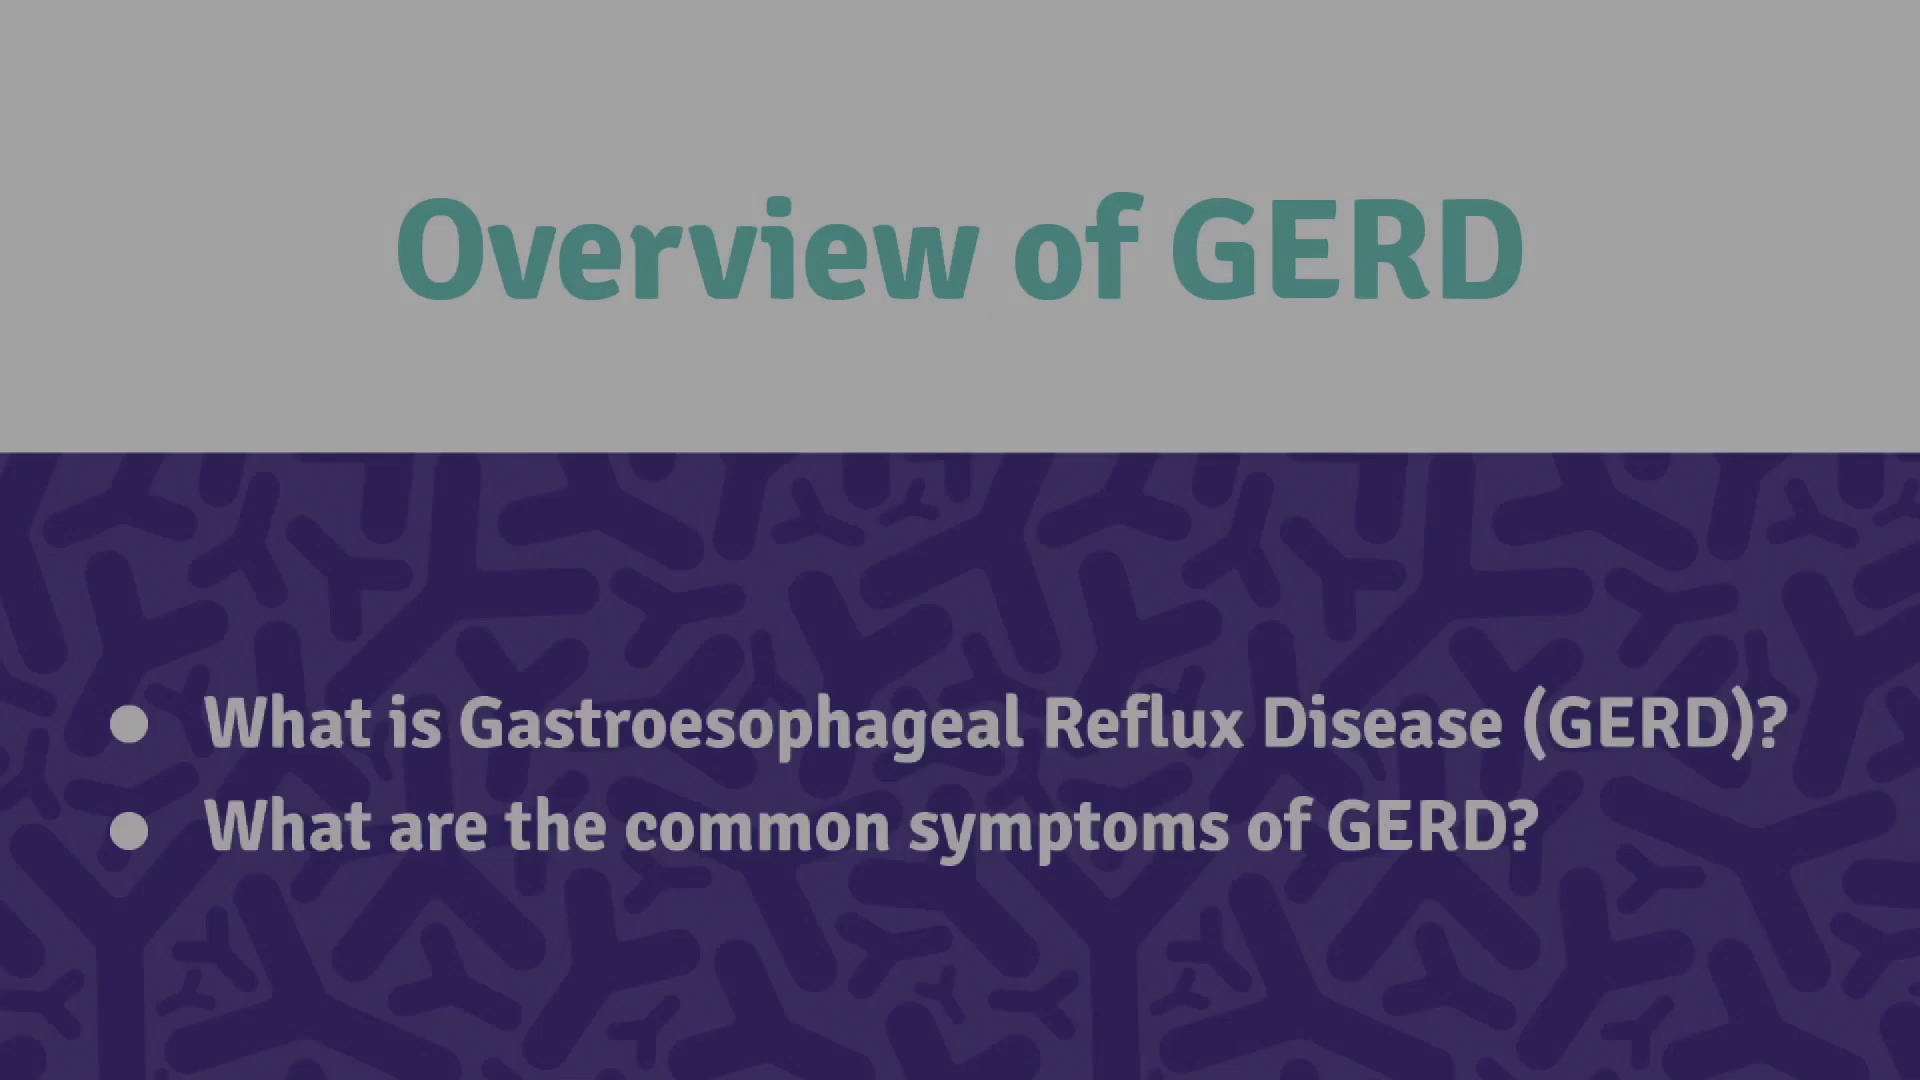 Overview of GERD
● What is Gastroesophageal Reflux Disease (GERD)?
● What are the common symptoms of GERD?